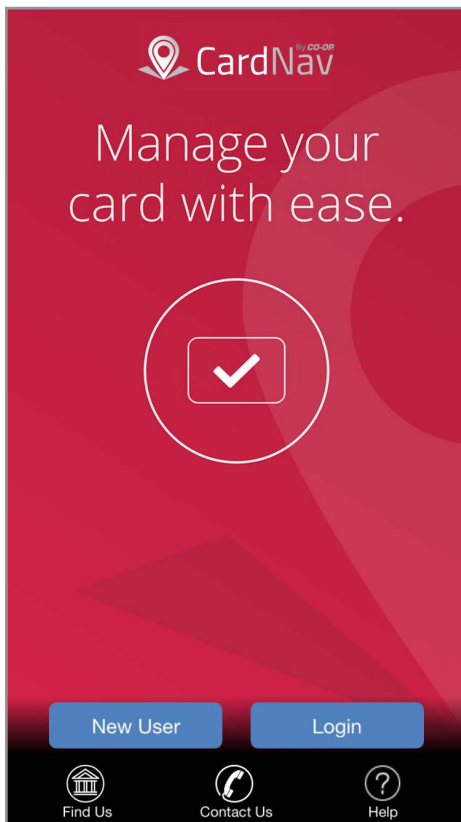 By CO-OP
CardNav
Manage your
card with ease.
New User
Login
Find Us
Contact Us
Help